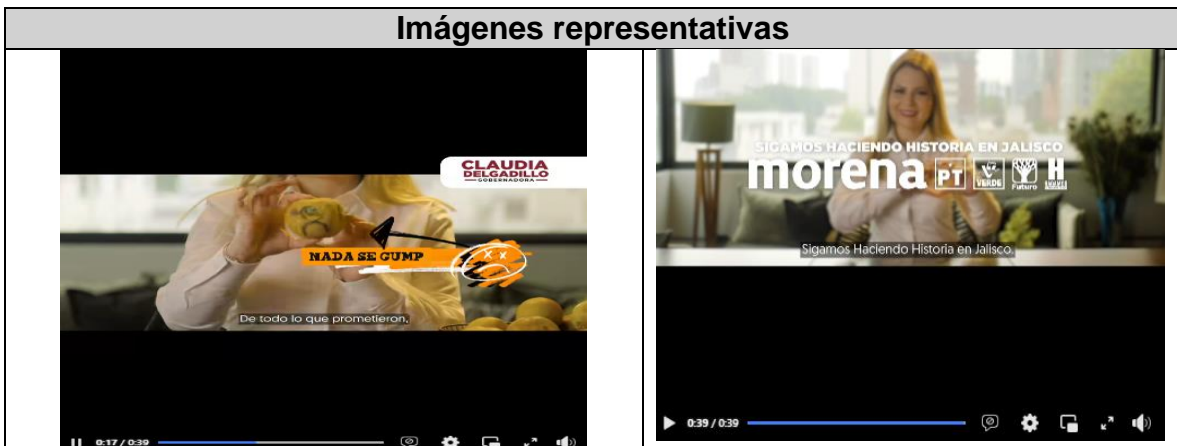 Imágenes representativas
CLAUDIA
DELGADILLO
GOBERNADORA
NADA SE GUMP
De todo lo que prometieron,
0:17 / 0:39
SIGAMOS HACIENDO HISTORIA EN JALISCO
morena PT VERDE Futuro H
Sigamos Haciendo Historia en Jalisco.
0:39 / 0:39